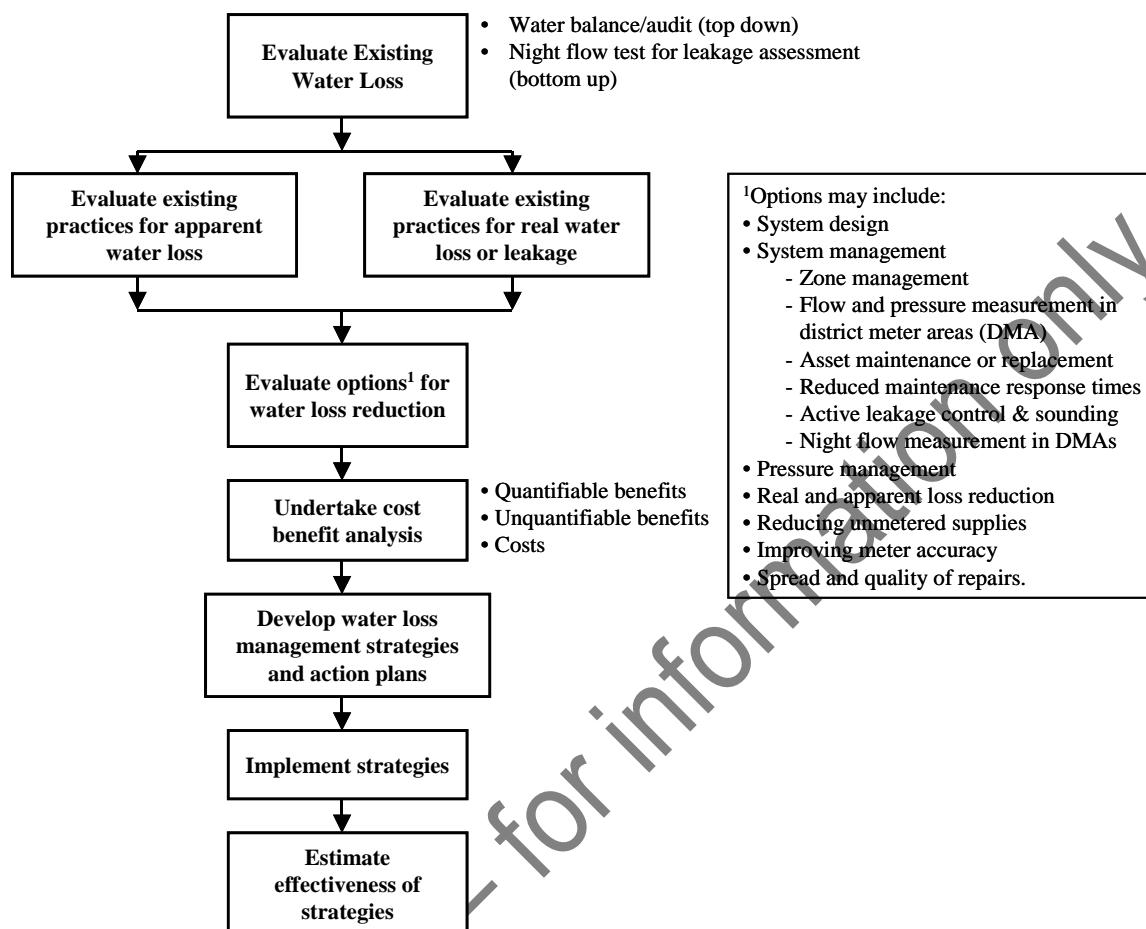 Evaluate Existing
Water Loss
• Water balance/audit (top down)
• Night flow test for leakage assessment
(bottom up)
Evaluate existing
practices for apparent
water loss
Evaluate existing
practices for real water
loss or leakage
Evaluate options¹ for
water loss reduction
Undertake cost
benefit analysis
• Quantifiable benefits
• Unquantifiable benefits
• Costs
Develop water loss
management strategies
and action plans
Implement strategies
Estimate
effectiveness of
strategies
¹Options may include:
• System design
• System management
- Zone management
- Flow and pressure measurement in
district meter areas (DMA)
- Asset maintenance or replacement
- Reduced maintenance response times
- Active leakage control & sounding
- Night flow measurement in DMAs
• Pressure management
• Real and apparent loss reduction
• Reducing unmetered supplies
• Improving meter accuracy
• Spread and quality of repairs.
– for information only